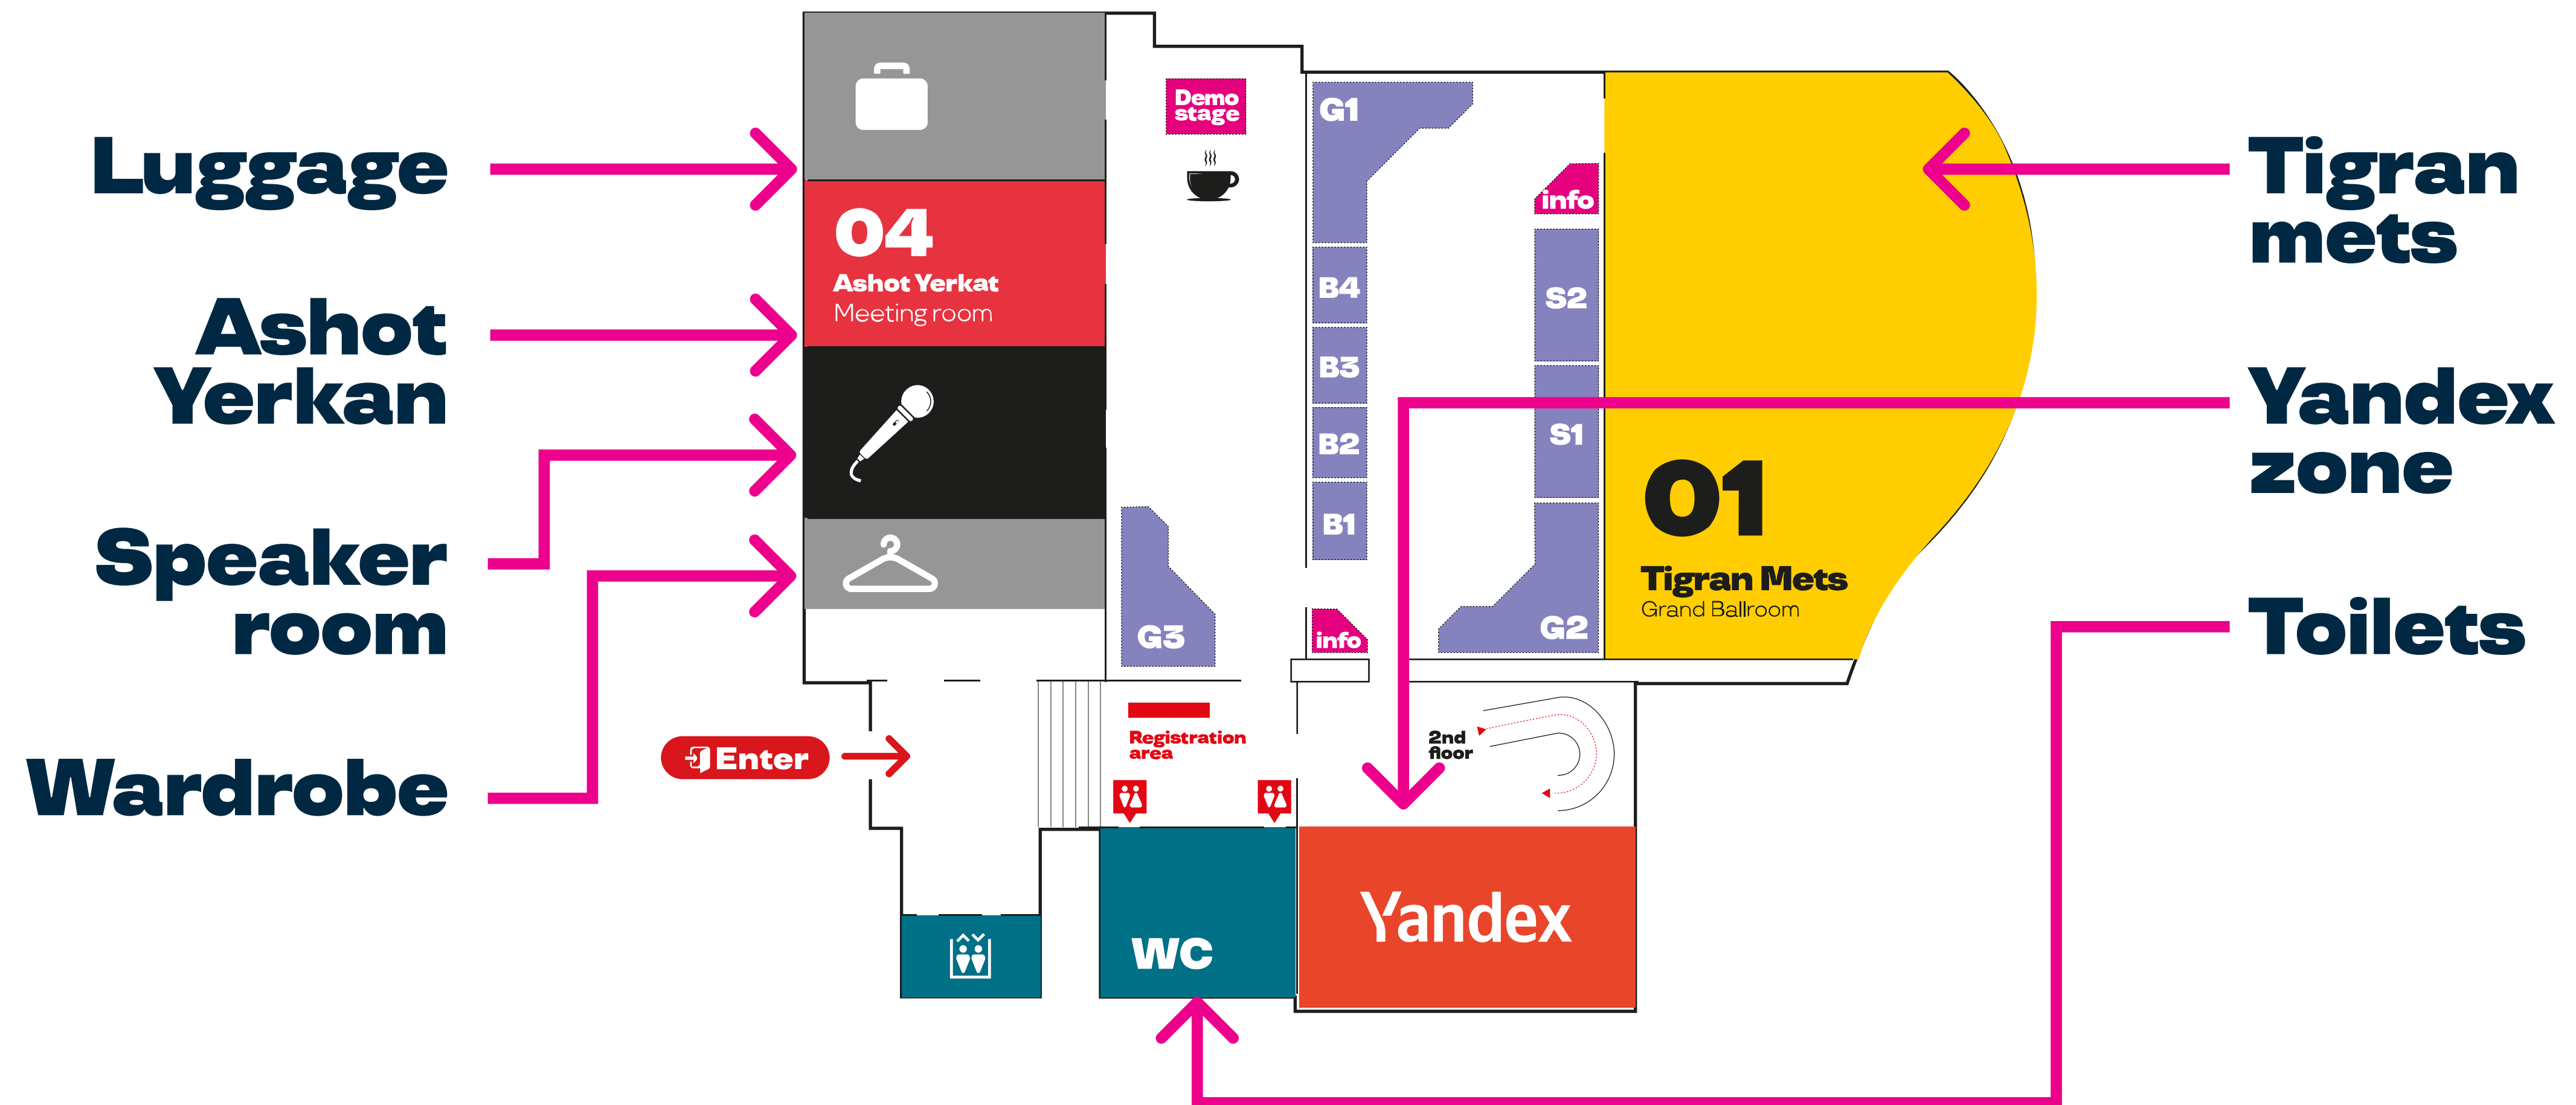 Luggage
Ashot
Yerkan
Speaker
room
Wardrobe
04
Ashot Yerkat
Meeting room
Enter
Demo
stage
G1
B4
B3
B2
B1
G3
info
info
S2
S1
G2
01
Tigran Mets
Grand Ballroom
Registration
area
2nd
floor
WC
Yandex
Tigran
mets
Yandex
zone
Toilets